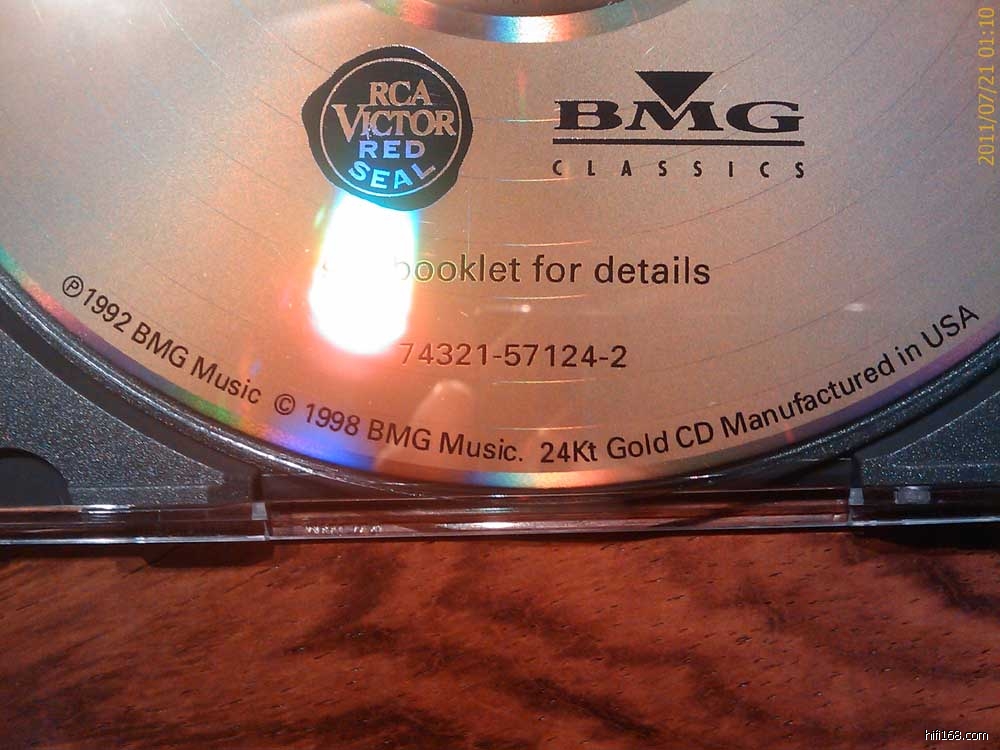 RCA
VICTOR
RED
SEAL
BMG
CLASSICS
booklet for details
74321-57124-2
℗1992 BMG Music © 1998 BMG Music. 24Kt Gold CD Manufactured in USA
2011/07/21 01:10
hifi168.com